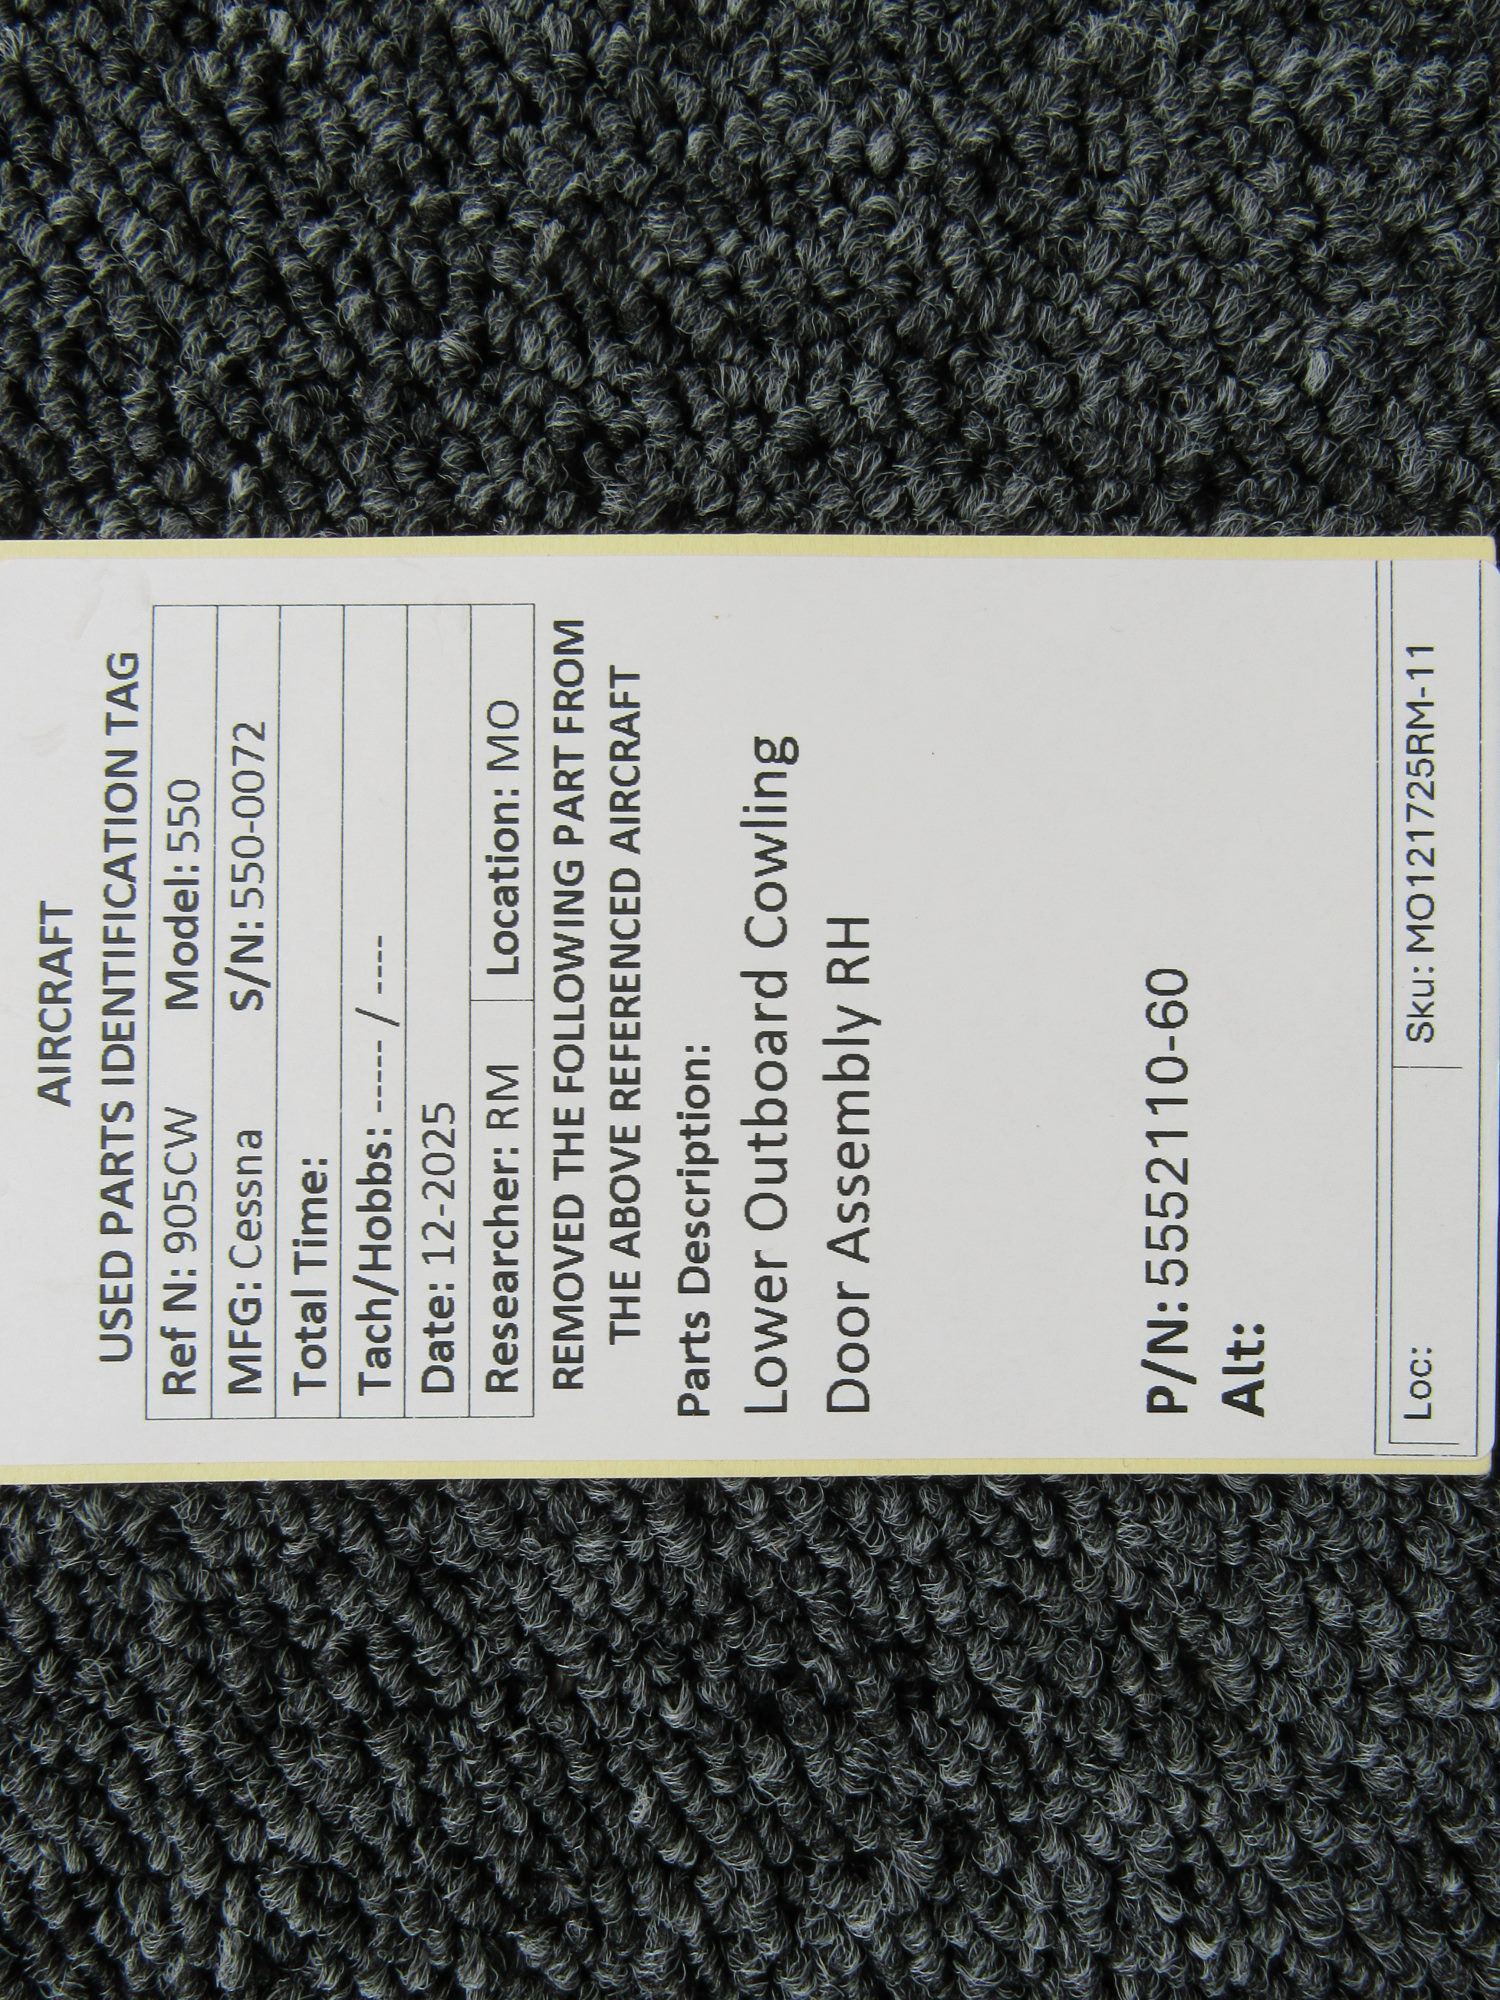 AIRCRAFT
USED PARTS IDENTIFICATION TAG
Ref N: 905CW Model: 550
MFG: Cessna S/N: 550-0072
Total Time:
Tach/Hobbs: ----- / ----
Date: 12-2025
Researcher: RM Location: MO
REMOVED THE FOLLOWING PART FROM
THE ABOVE REFERENCED AIRCRAFT
Parts Description:
Lower Outboard Cowling
Door Assembly RH
P/N: 5552110-60
Alt:
Loc: Sku: MO121725RM-11